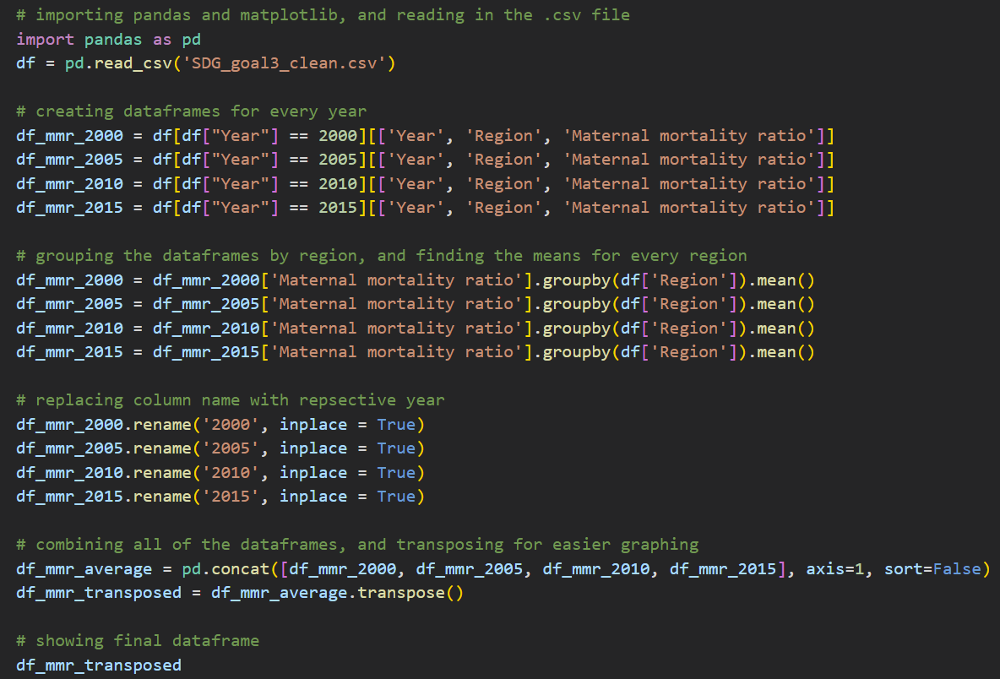 # importing pandas and matplotlib, and reading in the .csv file
import pandas as pd
df = pd.read_csv('SDG_goal3_clean.csv')
# creating dataframes for every year
df_mmr_2000 = df[df["Year"] == 2000][['Year', 'Region', 'Maternal mortality ratio']]
df_mmr_2005 = df[df["Year"] == 2005][['Year', 'Region', 'Maternal mortality ratio']]
df_mmr_2010 = df[df["Year"] == 2010][['Year', 'Region', 'Maternal mortality ratio']]
df_mmr_2015 = df[df["Year"] == 2015][['Year', 'Region', 'Maternal mortality ratio']]
# grouping the dataframes by region, and finding the means for every region
df_mmr_2000 = df_mmr_2000['Maternal mortality ratio'].groupby(df['Region']).mean()
df_mmr_2005 = df_mmr_2005['Maternal mortality ratio'].groupby(df['Region']).mean()
df_mmr_2010 = df_mmr_2010['Maternal mortality ratio'].groupby(df['Region']).mean()
df_mmr_2015 = df_mmr_2015['Maternal mortality ratio'].groupby(df['Region']).mean()
# replacing column name with repsective year
df_mmr_2000.rename('2000', inplace = True)
df_mmr_2005.rename('2005', inplace = True)
df_mmr_2010.rename('2010', inplace = True)
df_mmr_2015.rename('2015', inplace = True)
# combining all of the dataframes, and transposing for easier graphing
df_mmr_average = pd.concat([df_mmr_2000, df_mmr_2005, df_mmr_2010, df_mmr_2015], axis=1, sort=False)
df_mmr_transposed = df_mmr_average.transpose()
# showing final dataframe
df_mmr_transposed